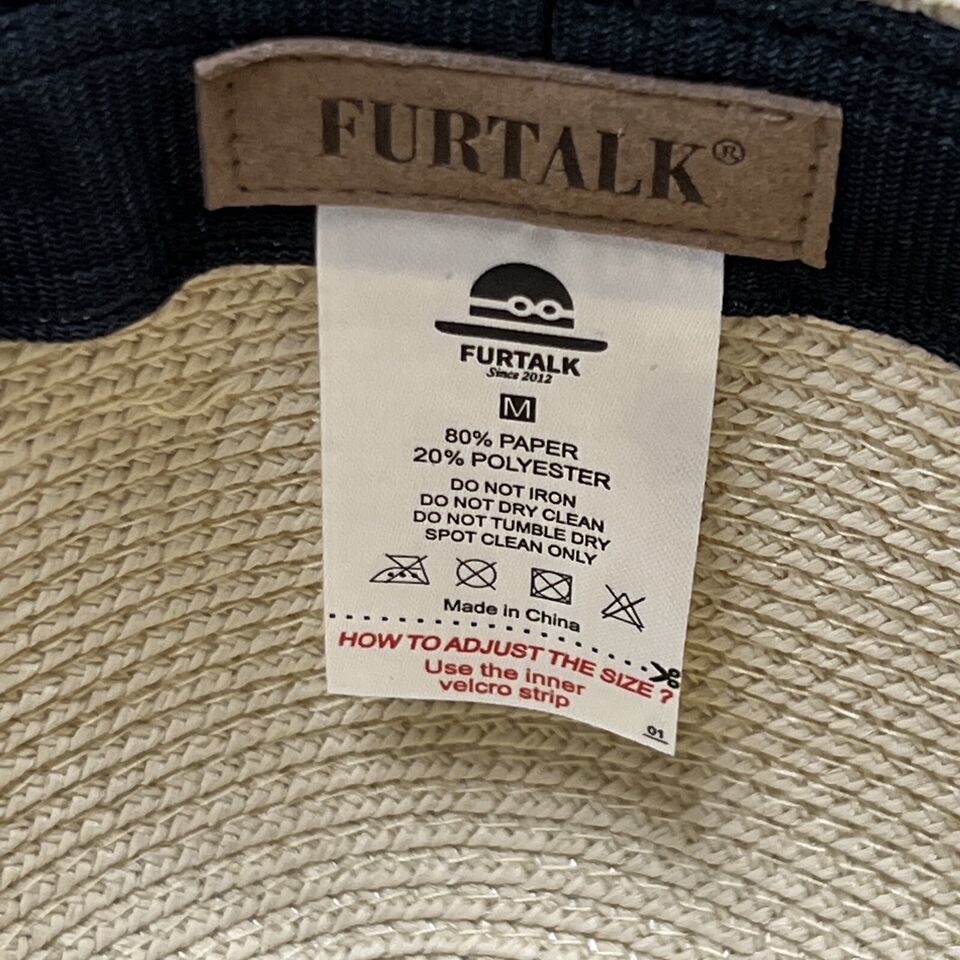 FURTALK®
FURTALK
Since 2012
M
80% PAPER
20% POLYESTER
DO NOT IRON
DO NOT DRY CLEAN
DO NOT TUMBLE DRY
SPOT CLEAN ONLY
Made in China
HOW TO ADJUST THE SIZE ?
Use the inner
velcro strip
01